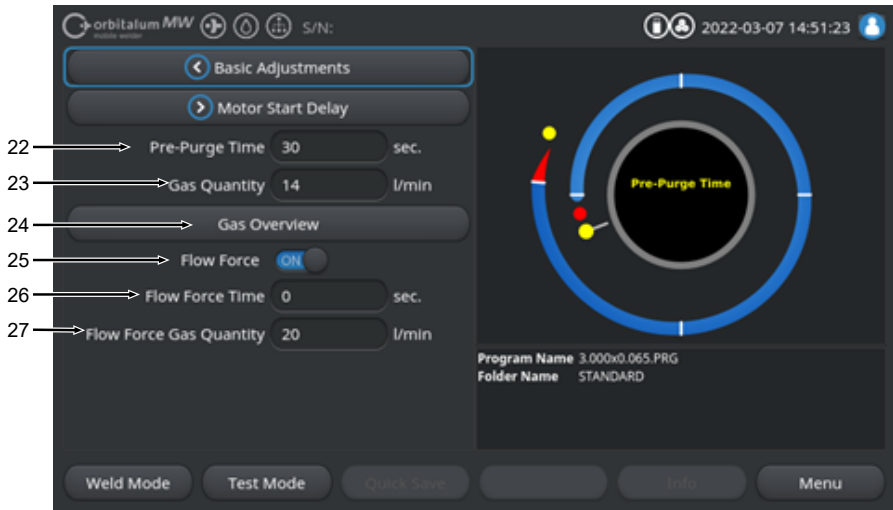 orbitalum MW S/N: 2022-03-07 14:51:23
mobile welder
Basic Adjustments
Motor Start Delay
22 Pre-Purge Time 30 sec.
23 Gas Quantity 14 l/min
24 Gas Overview
25 Flow Force ON
26 Flow Force Time 0 sec.
27 Flow Force Gas Quantity 20 l/min
Pre-Purge Time
Program Name 3.000x0.065.PRG
Folder Name STANDARD
Weld Mode Test Mode Quick Save Info Menu